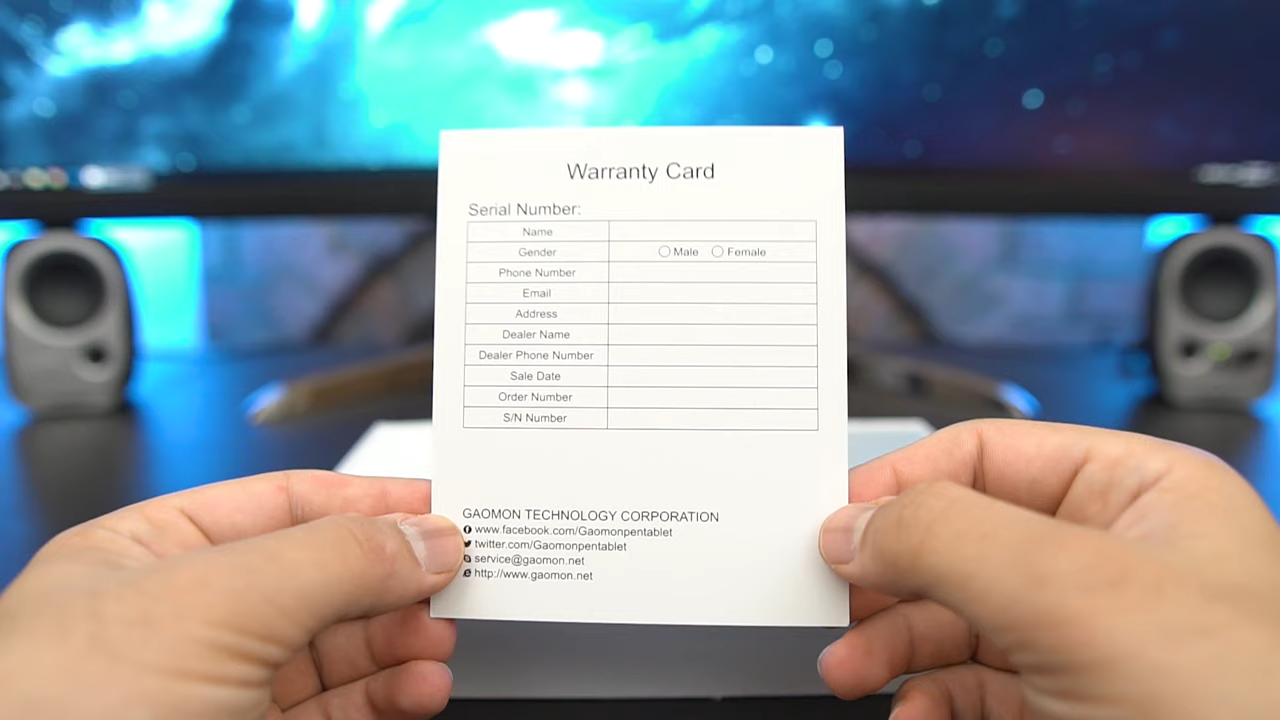 Warranty Card
Serial Number:
Name
Gender ○ Male ○ Female
Phone Number
Email
Address
Dealer Name
Dealer Phone Number
Sale Date
Order Number
S/N Number
GAOMON TECHNOLOGY CORPORATION
www.facebook.com/Gaomonpentablet
twitter.com/Gaomonpentablet
service@gaomon.net
http://www.gaomon.net